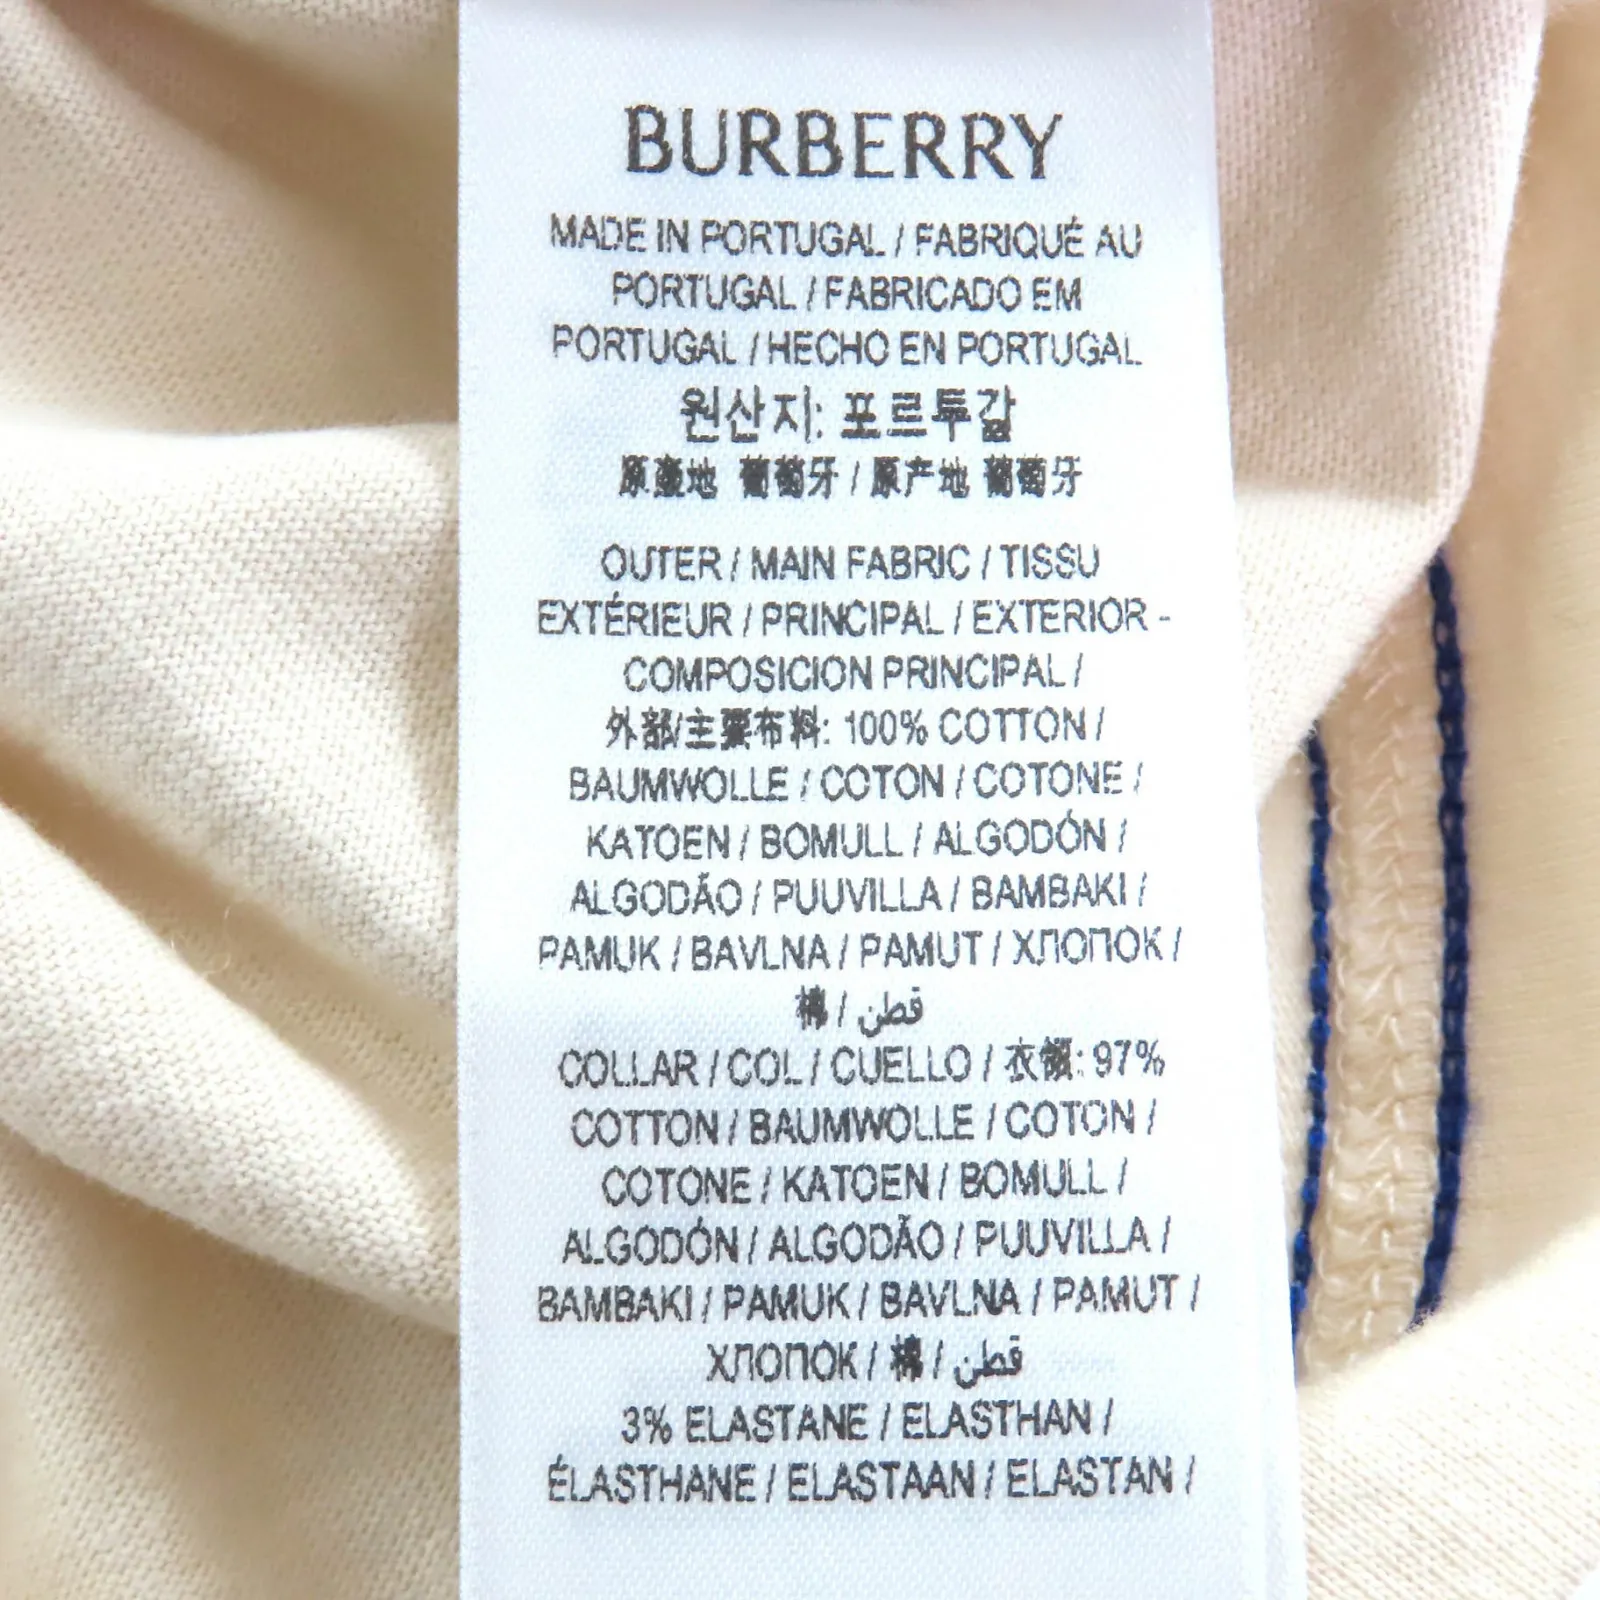 BURBERRY
MADE IN PORTUGAL / FABRIQUÉ AU
PORTUGAL / FABRICADO EM
PORTUGAL / HECHO EN PORTUGAL
원산지: 포르투갈
原產地 葡萄牙 / 原产地 葡萄牙
OUTER / MAIN FABRIC / TISSU
EXTÉRIEUR / PRINCIPAL / EXTERIOR -
COMPOSICION PRINCIPAL /
外部/主要布料: 100% COTTON /
BAUMWOLLE / COTON / COTONE /
KATOEN / BOMULL / ALGODÓN /
ALGODÃO / PUUVILLA / BAMBAKI /
PAMUK / BAVLNA / PAMUT / ХЛОПОК /
棉 / قطن
COLLAR / COL / CUELLO / 衣領: 97%
COTTON / BAUMWOLLE / COTON /
COTONE / KATOEN / BOMULL /
ALGODÓN / ALGODÃO / PUUVILLA /
BAMBAKI / PAMUK / BAVLNA / PAMUT /
ХЛОПОК / 棉 / قطن
3% ELASTANE / ELASTHAN /
ÉLASTHANE / ELASTAAN / ELASTAN /